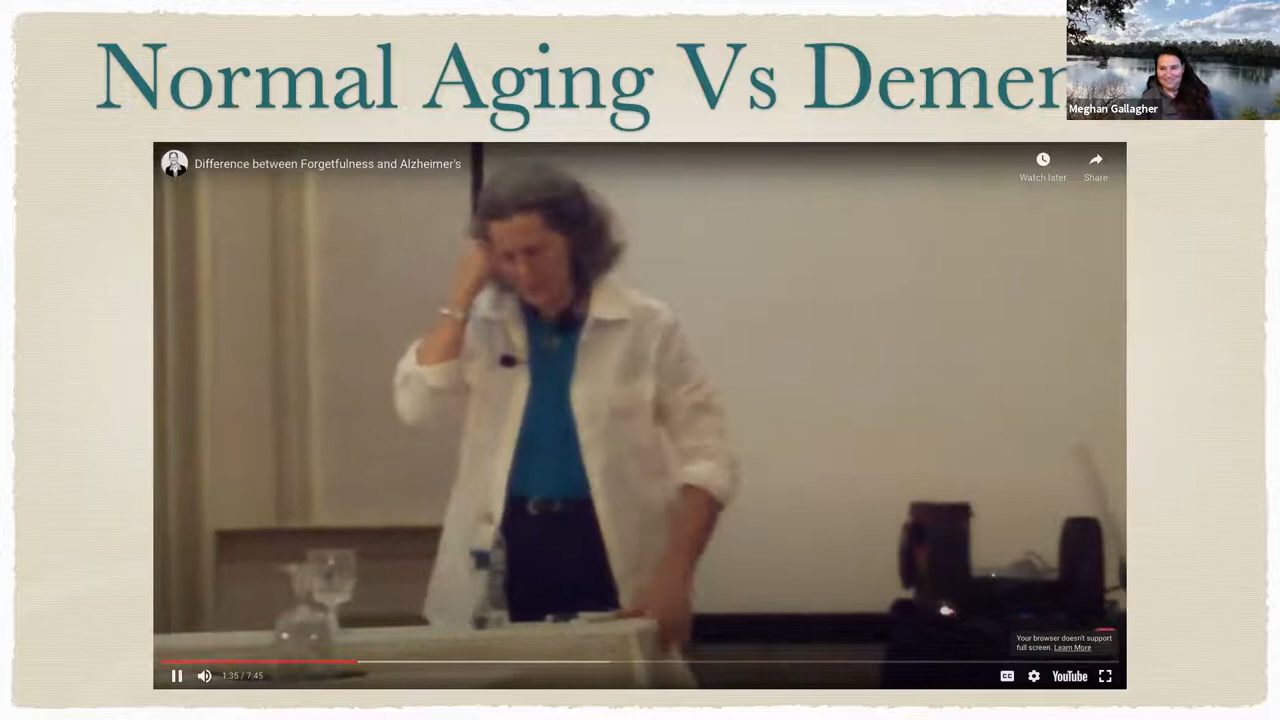 Normal Aging Vs Demen
Meghan Gallagher
Difference between Forgetfulness and Alzheimer's
Watch later
Share
Your browser doesn't support
full screen. Learn More
1:35 / 7:45
CC
YouTube